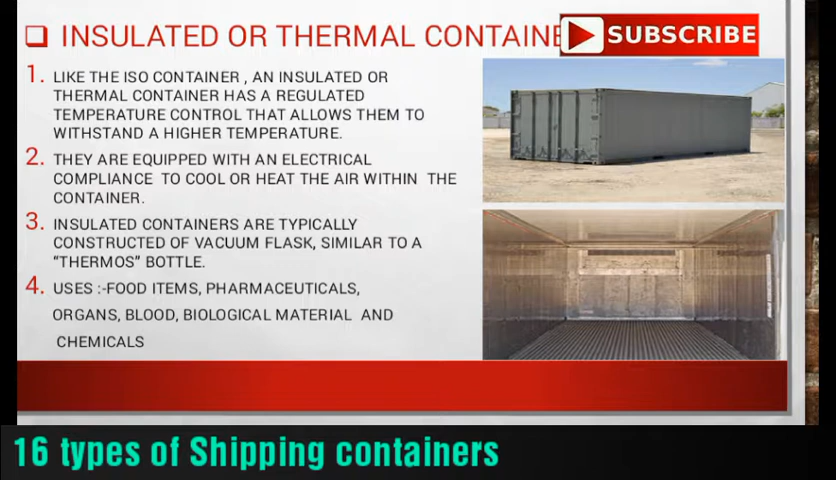 INSULATED OR THERMAL CONTAINE
SUBSCRIBE
1. LIKE THE ISO CONTAINER , AN INSULATED OR
THERMAL CONTAINER HAS A REGULATED
TEMPERATURE CONTROL THAT ALLOWS THEM TO
WITHSTAND A HIGHER TEMPERATURE.
2. THEY ARE EQUIPPED WITH AN ELECTRICAL
COMPLIANCE TO COOL OR HEAT THE AIR WITHIN THE
CONTAINER.
3. INSULATED CONTAINERS ARE TYPICALLY
CONSTRUCTED OF VACUUM FLASK, SIMILAR TO A
“THERMOS” BOTTLE.
4. USES :-FOOD ITEMS, PHARMACEUTICALS,
ORGANS, BLOOD, BIOLOGICAL MATERIAL AND
CHEMICALS
16 types of Shipping containers